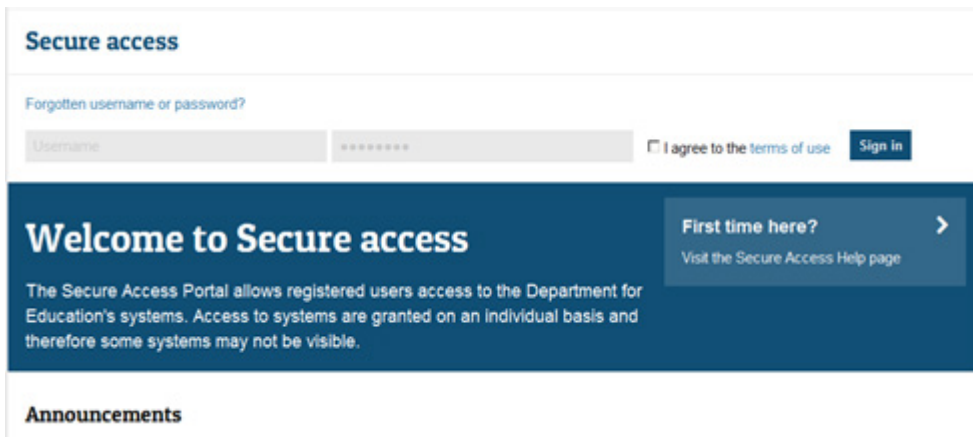 Secure access
Forgotten username or password?
Username ●●●●●●●● I agree to the terms of use Sign in
Welcome to Secure access
The Secure Access Portal allows registered users access to the Department for
Education's systems. Access to systems are granted on an individual basis and
therefore some systems may not be visible.
First time here?
Visit the Secure Access Help page
Announcements